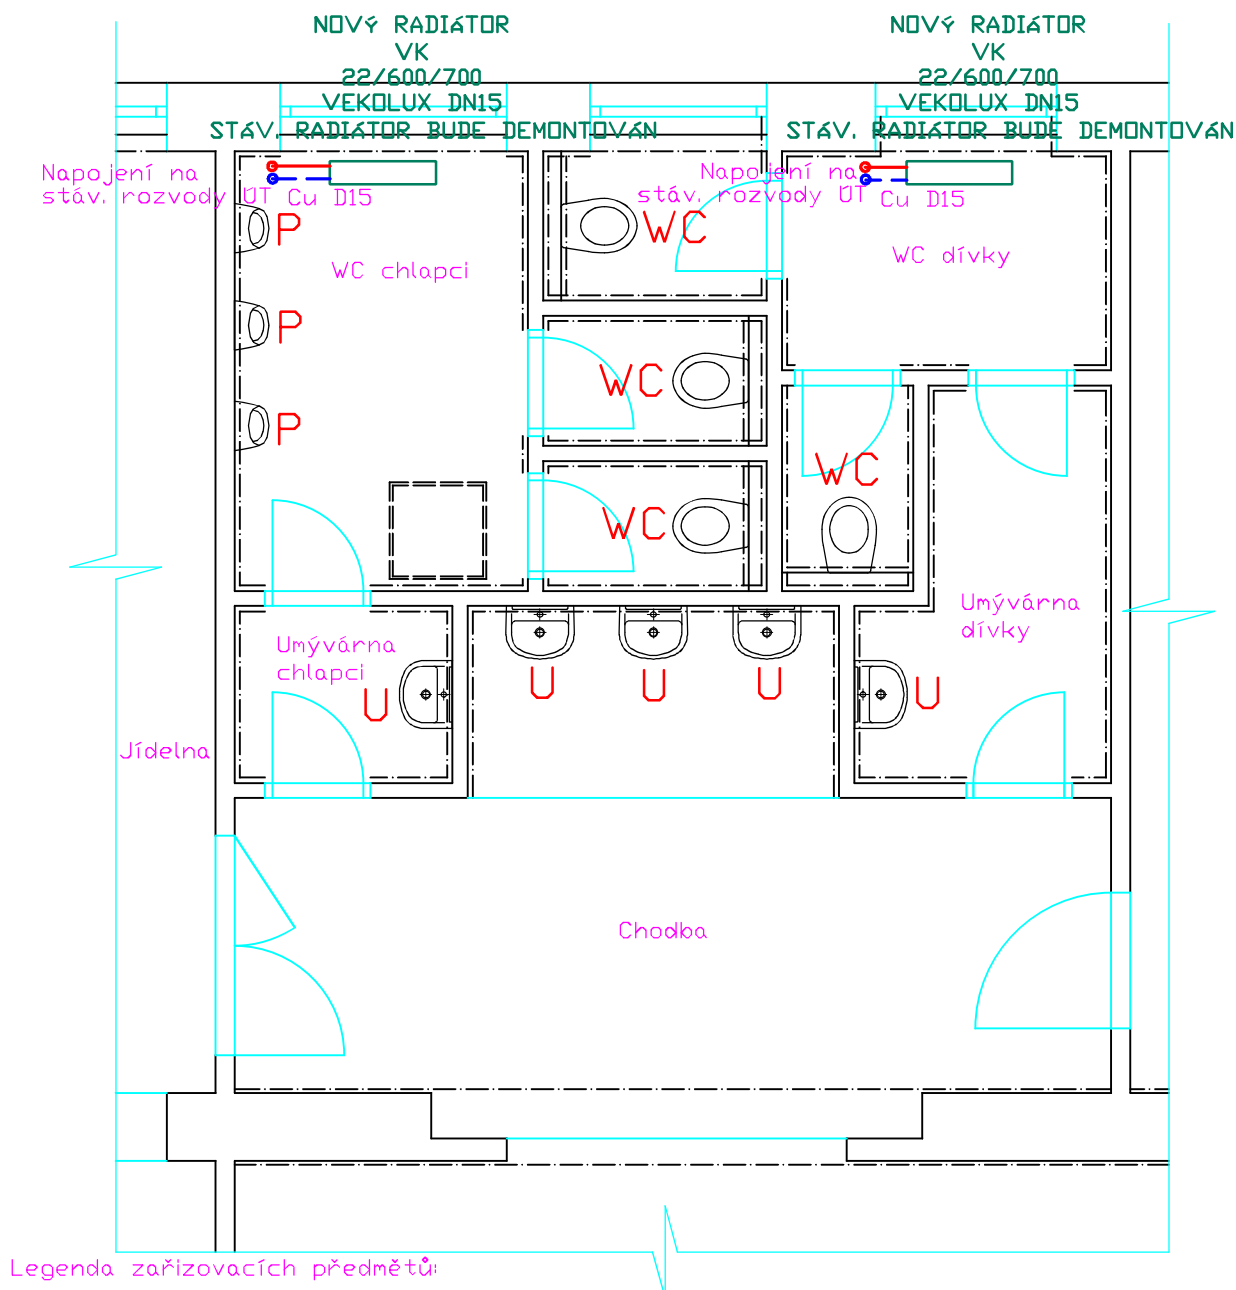 NOVÝ RADIÁTOR
VK
22/600/700
VEKOLUX DN15
STÁV. RADIÁTOR BUDE DEMONTOVÁN
NOVÝ RADIÁTOR
VK
22/600/700
VEKOLUX DN15
STÁV. RADIÁTOR BUDE DEMONTOVÁN
Napojení na
stáv. rozvody ÚT
Cu D15
Napojení na
stáv. rozvody ÚT
Cu D15
P
WC
WC chlapci
WC dívky
P
WC
P
WC
WC
Umývárna
dívky
Umývárna
chlapci
U
U
U
U
U
Jídelna
Chodba
Legenda zařizovacích předmětů: